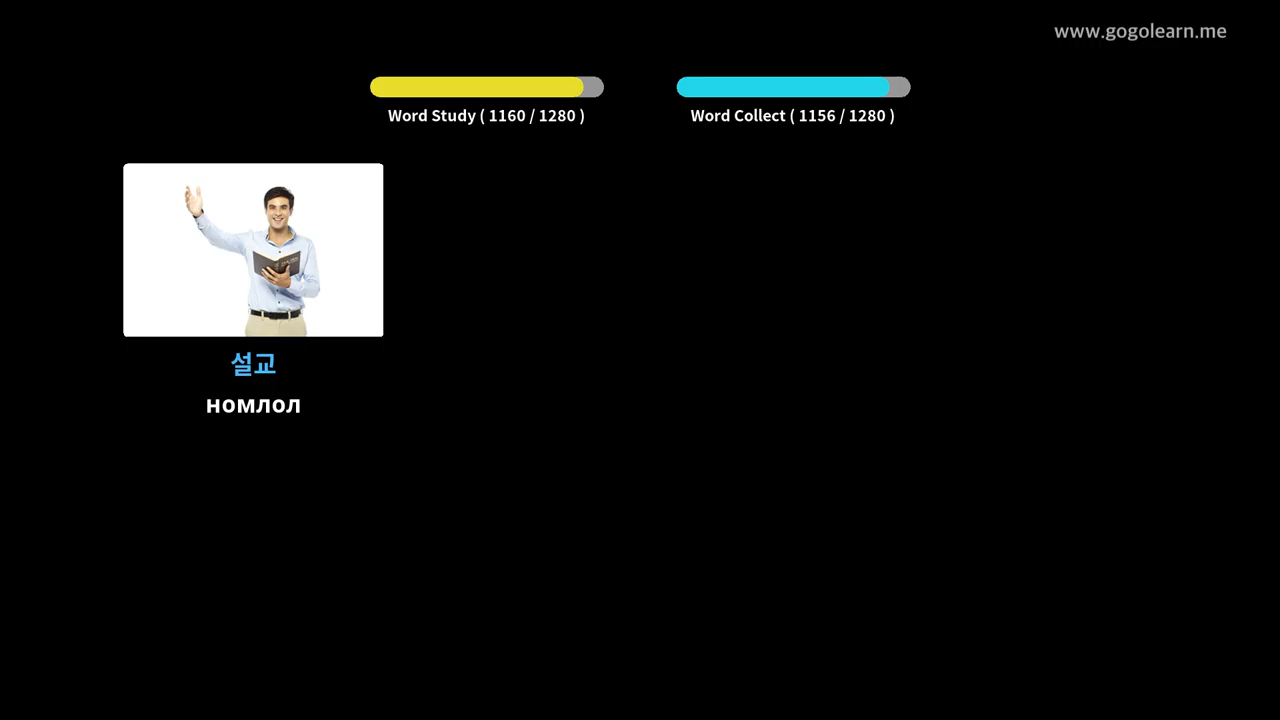 www.gogolearn.me
Word Study ( 1160 / 1280 )
Word Collect ( 1156 / 1280 )
설교
номлол